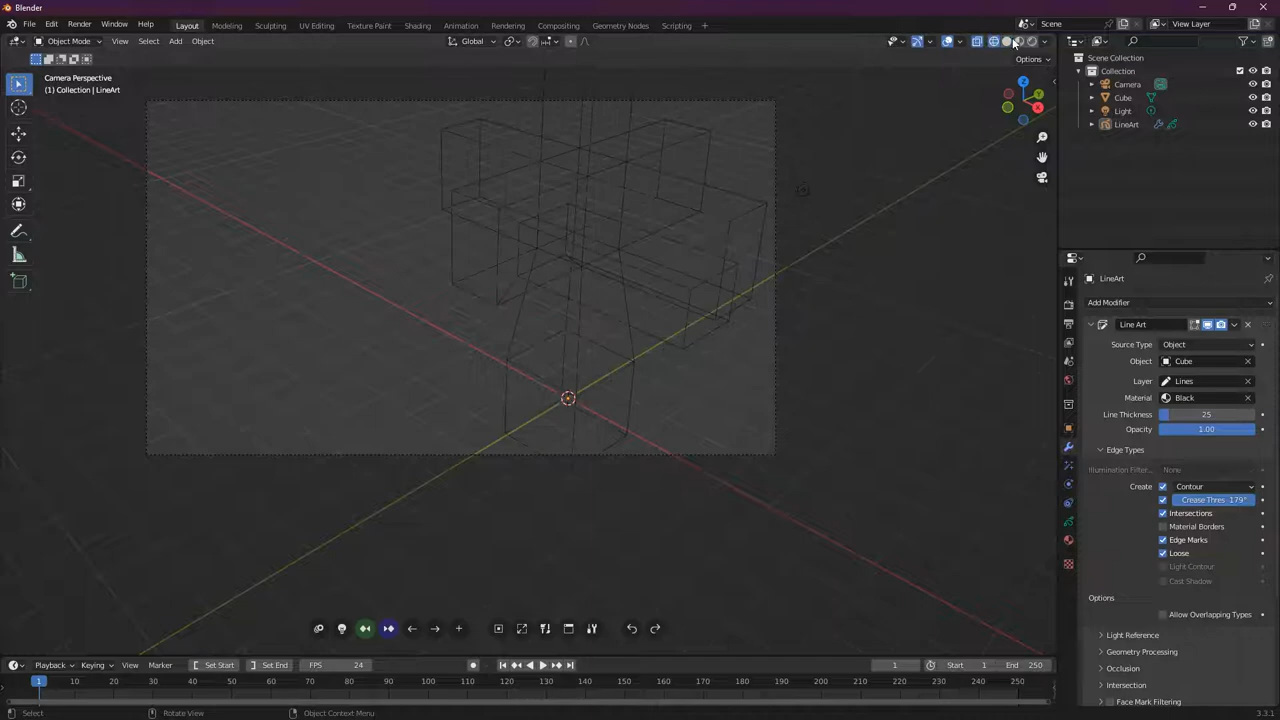 Blender
File Edit Render Window Help Layout Modeling Sculpting UV Editing Texture Paint Shading Animation Rendering Compositing Geometry Nodes Scripting + Scene View Layer
Object Mode View Select Add Object Global
Options
Camera Perspective
(1) Collection | LineArt
Scene Collection
Collection
Camera
Cube
Light
LineArt
Z
Y
X
LineArt
Add Modifier
Line Art
Source Type Object
Object Cube
Layer Lines
Material Black
Line Thickness 25
Opacity 1.00
Edge Types
Illumination Filter... None
Create Contour
Crease Thres 179°
Intersections
Material Borders
Edge Marks
Loose
Light Contour
Cast Shadow
Options
Allow Overlapping Types
Light Reference
Geometry Processing
Occlusion
Intersection
Face Mark Filtering
Playback Keying View Marker [ Set Start [ Set End FPS 24 1 Start 1 End 250
1 10 20 30 40 50 60 70 80 90 100 110 120 130 140 150 160 170 180 190 200 210 220 230 240 250
Select Rotate View Object Context Menu 3.3.1